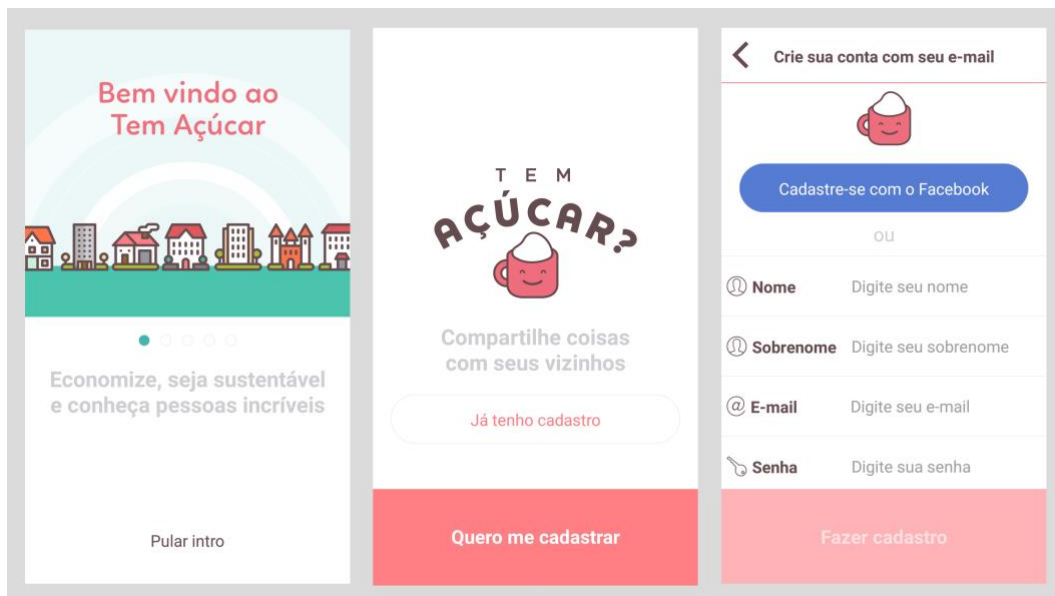 Bem vindo ao
Tem Açúcar
Economize, seja sustentável
e conheça pessoas incríveis
Pular intro
TEM
AÇÚCAR?
Compartilhe coisas
com seus vizinhos
Já tenho cadastro
Quero me cadastrar
Crie sua conta com seu e-mail
Cadastre-se com o Facebook
ou
Nome Digite seu nome
Sobrenome Digite seu sobrenome
@ E-mail Digite seu e-mail
Senha Digite sua senha
Fazer cadastro